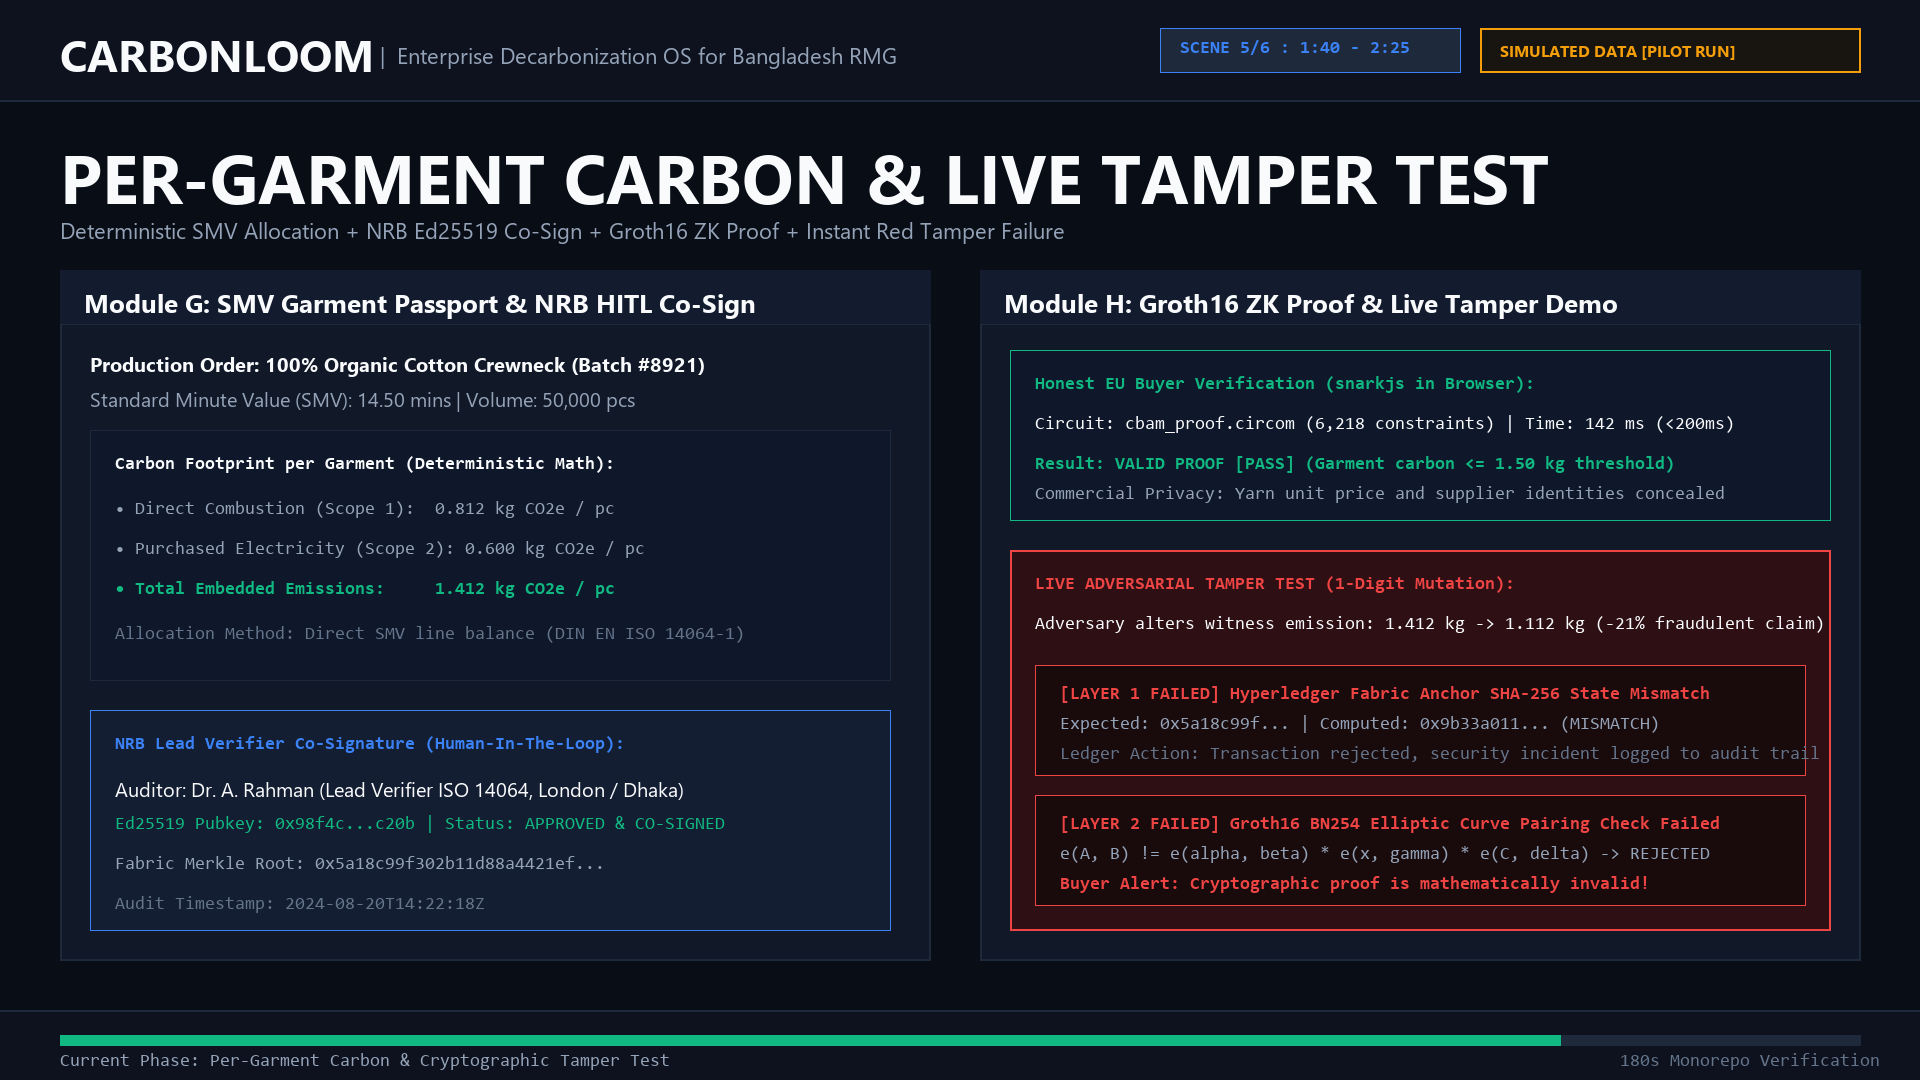 CARBONLOOM | Enterprise Decarbonization OS for Bangladesh RMG
SCENE 5/6 : 1:40 - 2:25
SIMULATED DATA [PILOT RUN]
PER-GARMENT CARBON & LIVE TAMPER TEST
Deterministic SMV Allocation + NRB Ed25519 Co-Sign + Groth16 ZK Proof + Instant Red Tamper Failure
Module G: SMV Garment Passport & NRB HITL Co-Sign
Production Order: 100% Organic Cotton Crewneck (Batch #8921)
Standard Minute Value (SMV): 14.50 mins | Volume: 50,000 pcs
Carbon Footprint per Garment (Deterministic Math):
• Direct Combustion (Scope 1): 0.812 kg CO2e / pc
• Purchased Electricity (Scope 2): 0.600 kg CO2e / pc
• Total Embedded Emissions: 1.412 kg CO2e / pc
Allocation Method: Direct SMV line balance (DIN EN ISO 14064-1)
NRB Lead Verifier Co-Signature (Human-In-The-Loop):
Auditor: Dr. A. Rahman (Lead Verifier ISO 14064, London / Dhaka)
Ed25519 Pubkey: 0x98f4c...c20b | Status: APPROVED & CO-SIGNED
Fabric Merkle Root: 0x5a18c99f302b11d88a4421ef...
Audit Timestamp: 2024-08-20T14:22:18Z
Module H: Groth16 ZK Proof & Live Tamper Demo
Honest EU Buyer Verification (snarkjs in Browser):
Circuit: cbam_proof.circom (6,218 constraints) | Time: 142 ms (<200ms)
Result: VALID PROOF [PASS] (Garment carbon <= 1.50 kg threshold)
Commercial Privacy: Yarn unit price and supplier identities concealed
LIVE ADVERSARIAL TAMPER TEST (1-Digit Mutation):
Adversary alters witness emission: 1.412 kg -> 1.112 kg (-21% fraudulent claim)
[LAYER 1 FAILED] Hyperledger Fabric Anchor SHA-256 State Mismatch
Expected: 0x5a18c99f... | Computed: 0x9b33a011... (MISMATCH)
Ledger Action: Transaction rejected, security incident logged to audit trail
[LAYER 2 FAILED] Groth16 BN254 Elliptic Curve Pairing Check Failed
e(A, B) != e(alpha, beta) * e(x, gamma) * e(C, delta) -> REJECTED
Buyer Alert: Cryptographic proof is mathematically invalid!
Current Phase: Per-Garment Carbon & Cryptographic Tamper Test
180s Monorepo Verification